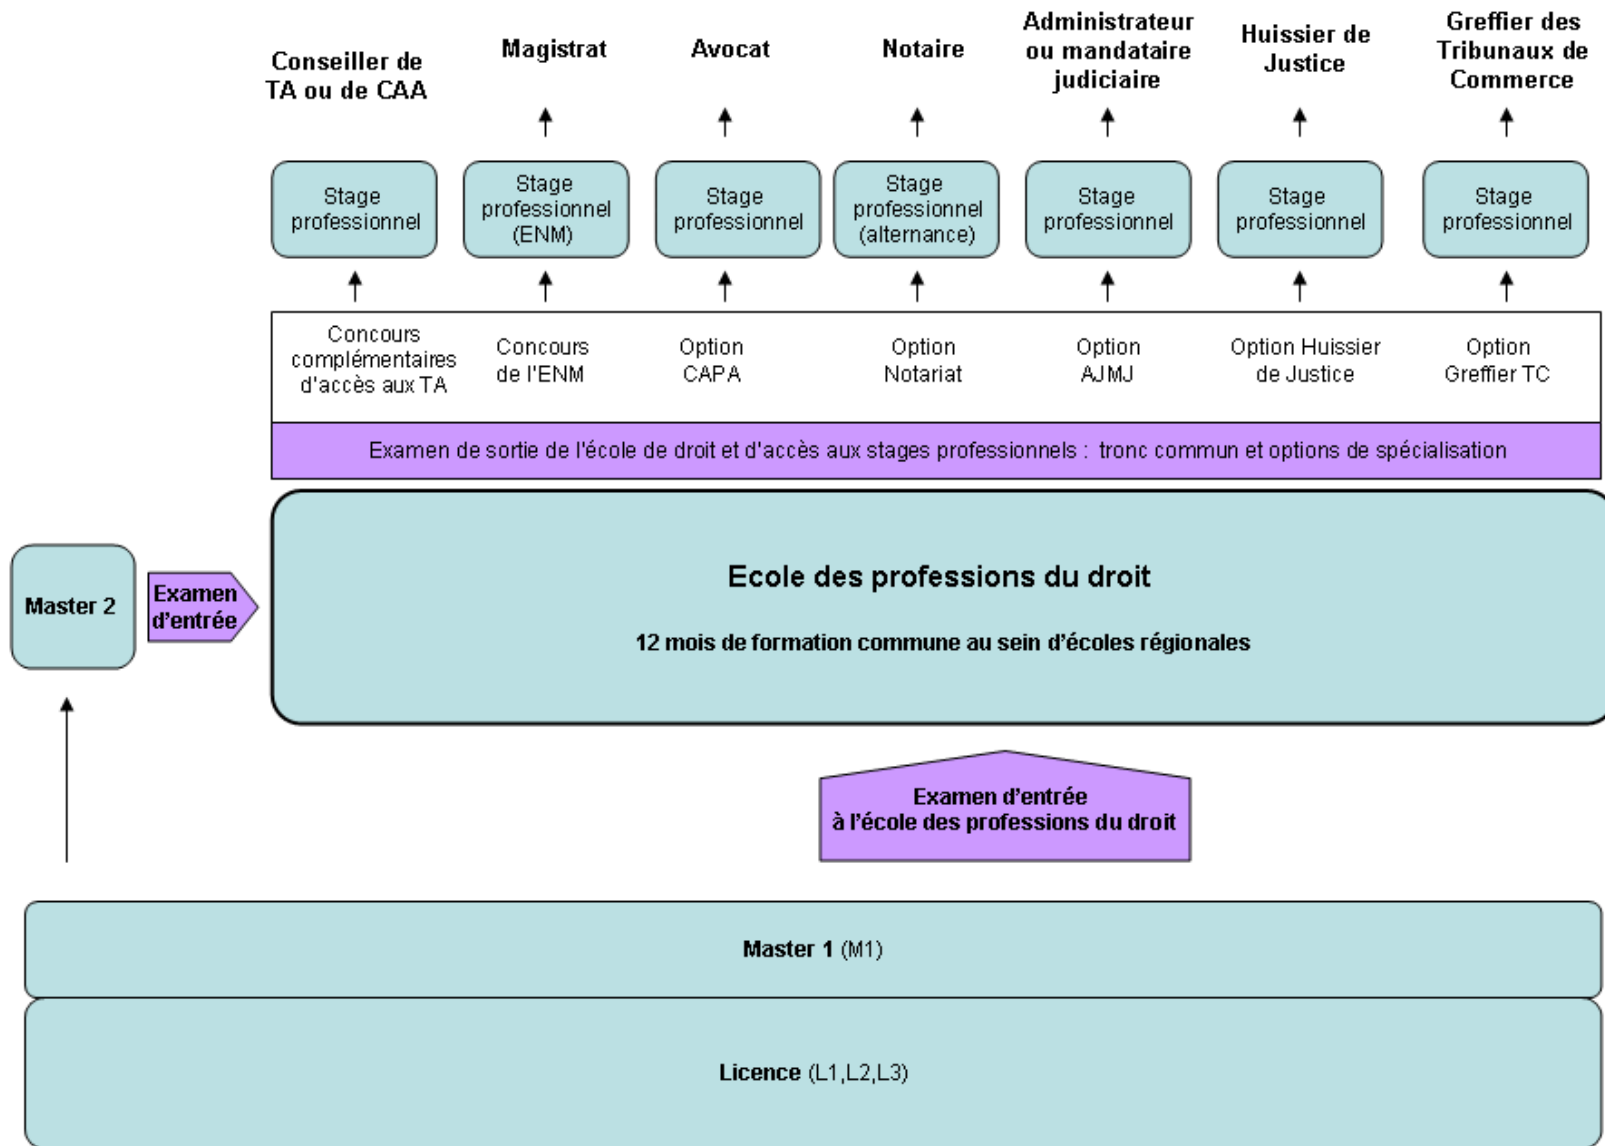 Conseiller de
TA ou de CAA
Magistrat
Avocat
Notaire
Administrateur
ou mandataire
judiciaire
Huissier de
Justice
Greffier des
Tribunaux de
Commerce
Stage
professionnel
Stage
professionnel
(ENM)
Stage
professionnel
Stage
professionnel
(alternance)
Stage
professionnel
Stage
professionnel
Stage
professionnel
Concours
complémentaires
d'accès aux TA
Concours
de l'ENM
Option
CAPA
Option
Notariat
Option
AJMJ
Option Huissier
de Justice
Option
Greffier TC
Examen de sortie de l'école de droit et d'accès aux stages professionnels : tronc commun et options de spécialisation
Master 2
Examen
d'entrée
Ecole des professions du droit
12 mois de formation commune au sein d'écoles régionales
Examen d'entrée
à l'école des professions du droit
Master 1 (M1)
Licence (L1,L2,L3)